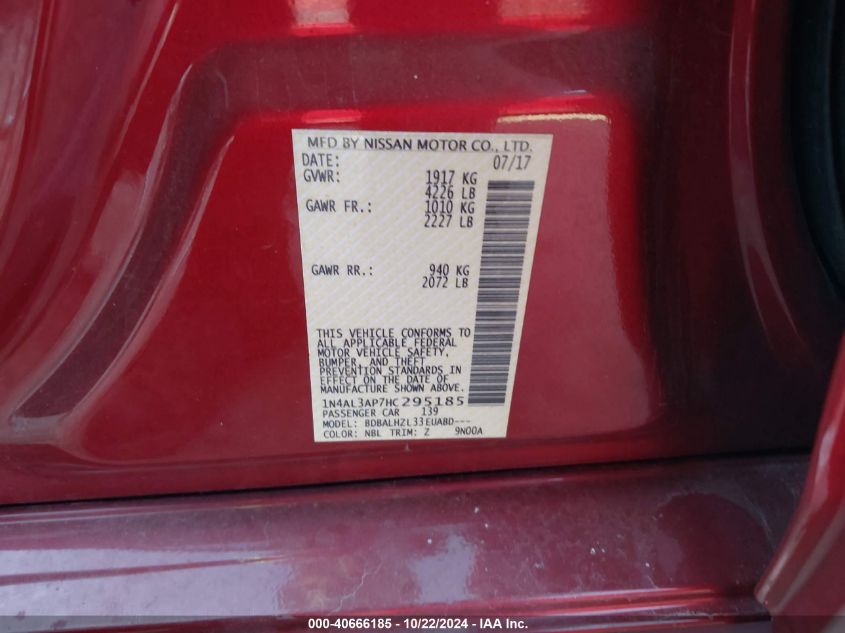 MFD BY NISSAN MOTOR CO., LTD.
DATE: 07/17
GVWR: 1917 KG
4226 LB
GAWR FR.: 1010 KG
2227 LB
GAWR RR.: 940 KG
2072 LB
THIS VEHICLE CONFORMS TO
ALL APPLICABLE FEDERAL
MOTOR VEHICLE SAFETY,
BUMPER, AND THEFT
PREVENTION STANDARDS IN
EFFECT ON THE DATE OF
MANUFACTURE SHOWN ABOVE.
1N4AL3AP7HC295185
PASSENGER CAR 139
MODEL: BDBALHZL33EUABD---
COLOR: NBL TRIM: Z 9N00A
000-40666185 - 10/22/2024 - IAA Inc.